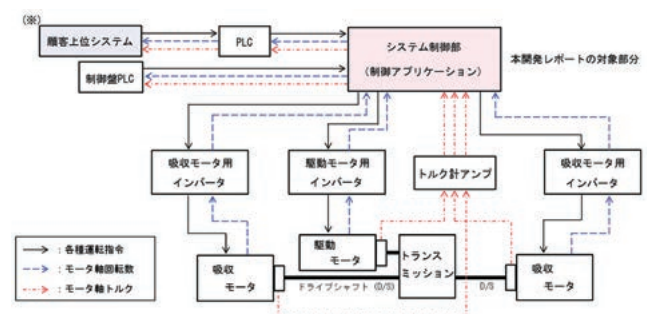 (※)
顧客上位システム
PLC
システム制御部
(制御アプリケーション)
本開発レポートの対象部分
制御盤PLC
吸収モータ用
インバータ
駆動モータ用
インバータ
トルク計アンプ
吸収モータ用
インバータ
→ :各種運転指令
:モータ軸回転数
:モータ軸トルク
駆動
モータ
トランス
ミッション
吸収
モータ
ドライブシャフト (D/S)
D/S
吸収
モータ